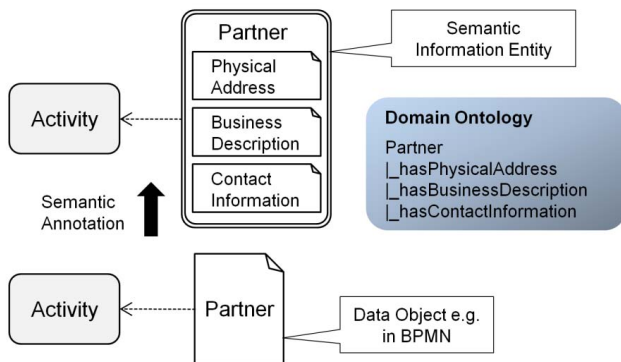 Partner
Physical
Address
Business
Description
Contact
Information
Semantic
Information Entity
Activity
Domain Ontology
Partner
|_hasPhysicalAddress
|_hasBusinessDescription
|_hasContactInformation
Semantic
Annotation
Activity
Partner
Data Object e.g.
in BPMN